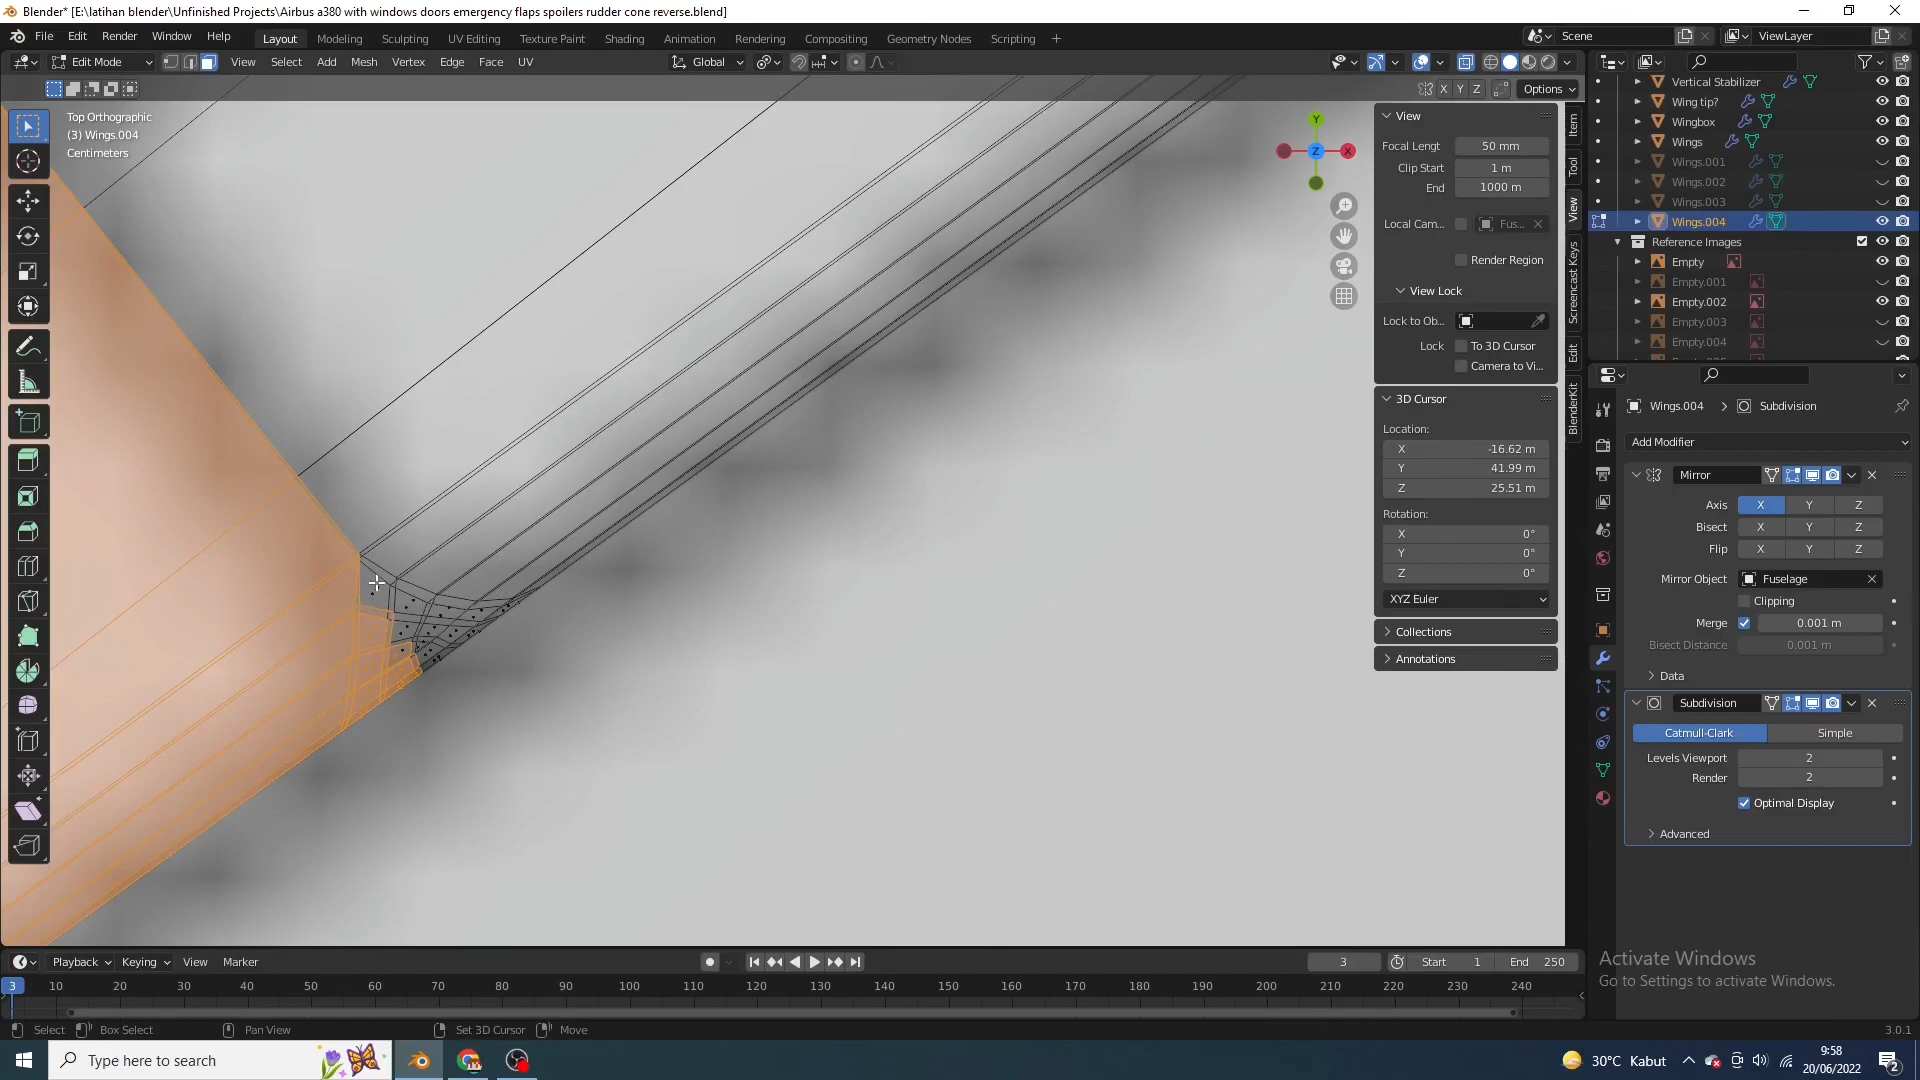 Blender* [E:\latihan blender\Unfinished Projects\Airbus a380 with windows doors emergency flaps spoilers rudder cone reverse.blend]
File Edit Render Window Help Layout Modeling Sculpting UV Editing Texture Paint Shading Animation Rendering Compositing Geometry Nodes Scripting + Scene ViewLayer
Edit Mode View Select Add Mesh Vertex Edge Face UV Global
X Y Z Options
Top Orthographic
(3) Wings.004
Centimeters
Y
Z X
View
Focal Lengt 50 mm
Clip Start 1 m
End 1000 m
Local Cam... Fus...
Render Region
View Lock
Lock to Ob...
Lock To 3D Cursor
Camera to Vi...
3D Cursor
Location:
X -16.62 m
Y 41.99 m
Z 25.51 m
Rotation:
X 0°
Y 0°
Z 0°
XYZ Euler
Collections
Annotations
Item
Tool
View
Screencast Keys
Edit
BlenderKit
Vertical Stabilizer
Wing tip?
Wingbox
Wings
Wings.001
Wings.002
Wings.003
Wings.004
Reference Images
Empty
Empty.001
Empty.002
Empty.003
Empty.004
Wings.004 > Subdivision
Add Modifier
Mirror
Axis X Y Z
Bisect X Y Z
Flip X Y Z
Mirror Object Fuselage
Clipping
Merge 0.001 m
Bisect Distance 0.001 m
Data
Subdivision
Catmull-Clark Simple
Levels Viewport 2
Render 2
Optimal Display
Advanced
Activate Windows
Go to Settings to activate Windows.
Playback Keying View Marker 3 Start 1 End 250
3 10 20 30 40 50 60 70 80 90 100 110 120 130 140 150 160 170 180 190 200 210 220 230 240
Select Box Select Pan View Set 3D Cursor Move 3.0.1
Type here to search 30°C Kabut 9:58
20/06/2022 2